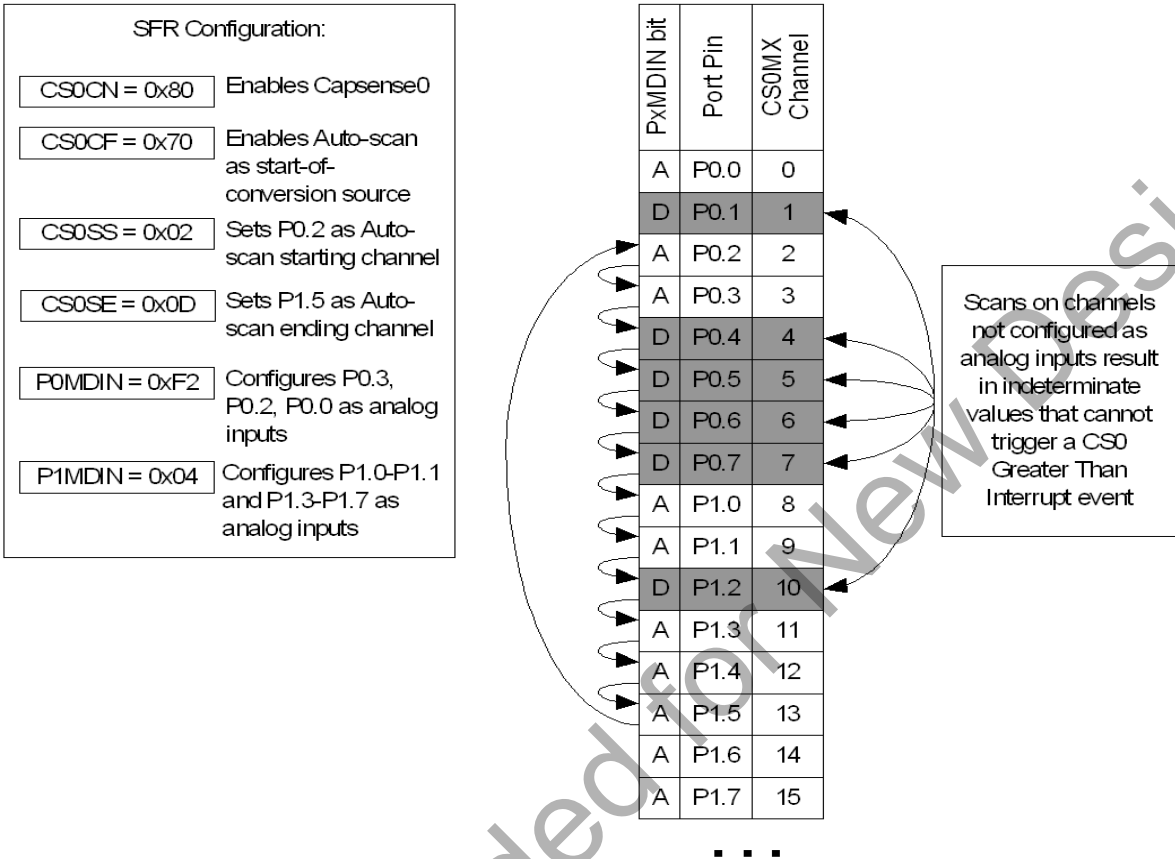 SFR Configuration:
CS0CN = 0x80
Enables Capsense0
CS0CF = 0x70
Enables Auto-scan
as start-of-
conversion source
CS0SS = 0x02
Sets P0.2 as Auto-
scan starting channel
CS0SE = 0x0D
Sets P1.5 as Auto-
scan ending channel
P0MDIN = 0xF2
Configures P0.3,
P0.2, P0.0 as analog
inputs
P1MDIN = 0x04
Configures P1.0-P1.1
and P1.3-P1.7 as
analog inputs
PxMDIN bit
Port Pin
CS0MX
Channel
A P0.0 0
D P0.1 1
A P0.2 2
A P0.3 3
D P0.4 4
D P0.5 5
D P0.6 6
D P0.7 7
A P1.0 8
A P1.1 9
D P1.2 10
A P1.3 11
A P1.4 12
A P1.5 13
A P1.6 14
A P1.7 15
. . .
Scans on channels
not configured as
analog inputs result
in indeterminate
values that cannot
trigger a CS0
Greater Than
Interrupt event
ded for New Desi